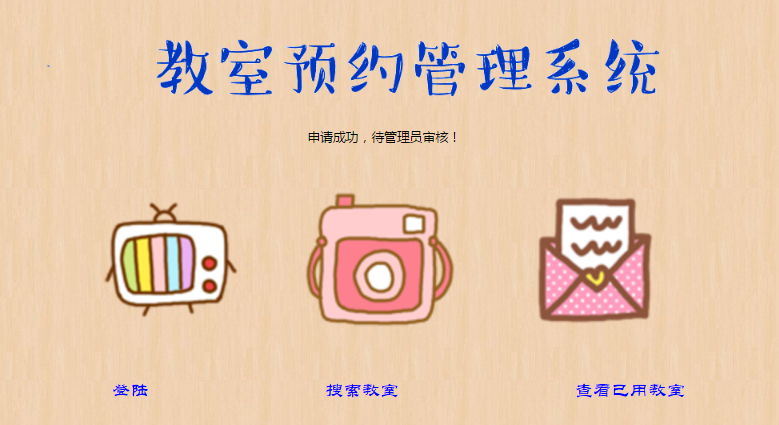 教室预约管理系统
申请成功，待管理员审核！
登陆
搜索教室
查看已用教室